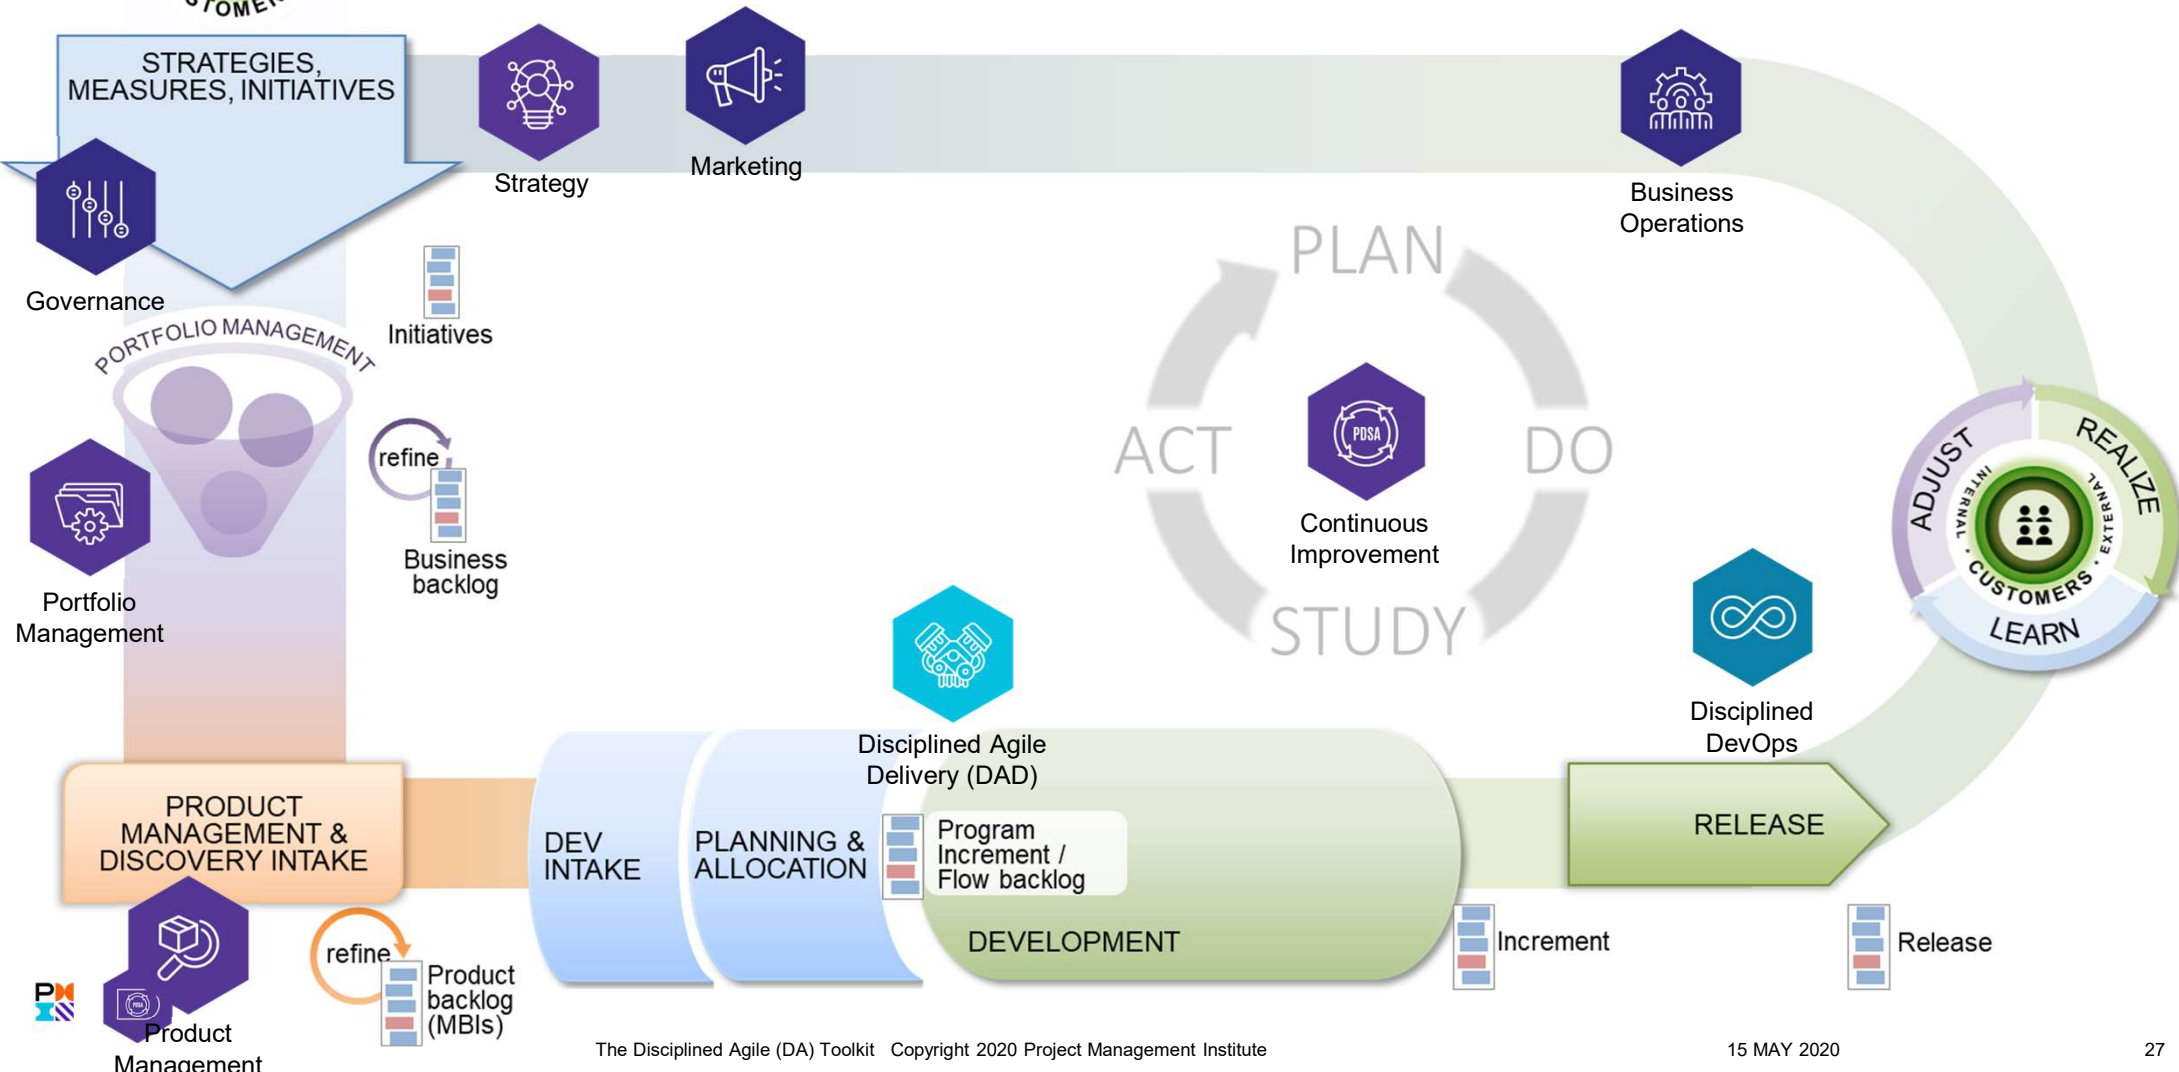 STRATEGIES,
MEASURES, INITIATIVES
Strategy
Marketing
Business
Operations
Governance
Initiatives
PORTFOLIO MANAGEMENT
refine
Business
backlog
Portfolio
Management
PLAN
DO
STUDY
ACT
PDSA
Continuous
Improvement
ADJUST
REALIZE
LEARN
INTERNAL • EXTERNAL • CUSTOMERS
Disciplined
DevOps
Disciplined Agile
Delivery (DAD)
PRODUCT
MANAGEMENT &
DISCOVERY INTAKE
DEV
INTAKE
PLANNING &
ALLOCATION
Program
Increment /
Flow backlog
DEVELOPMENT
RELEASE
Increment
Release
refine
Product
backlog
(MBIs)
PDSA
Product
Management
PMI
The Disciplined Agile (DA) Toolkit Copyright 2020 Project Management Institute
15 MAY 2020
27